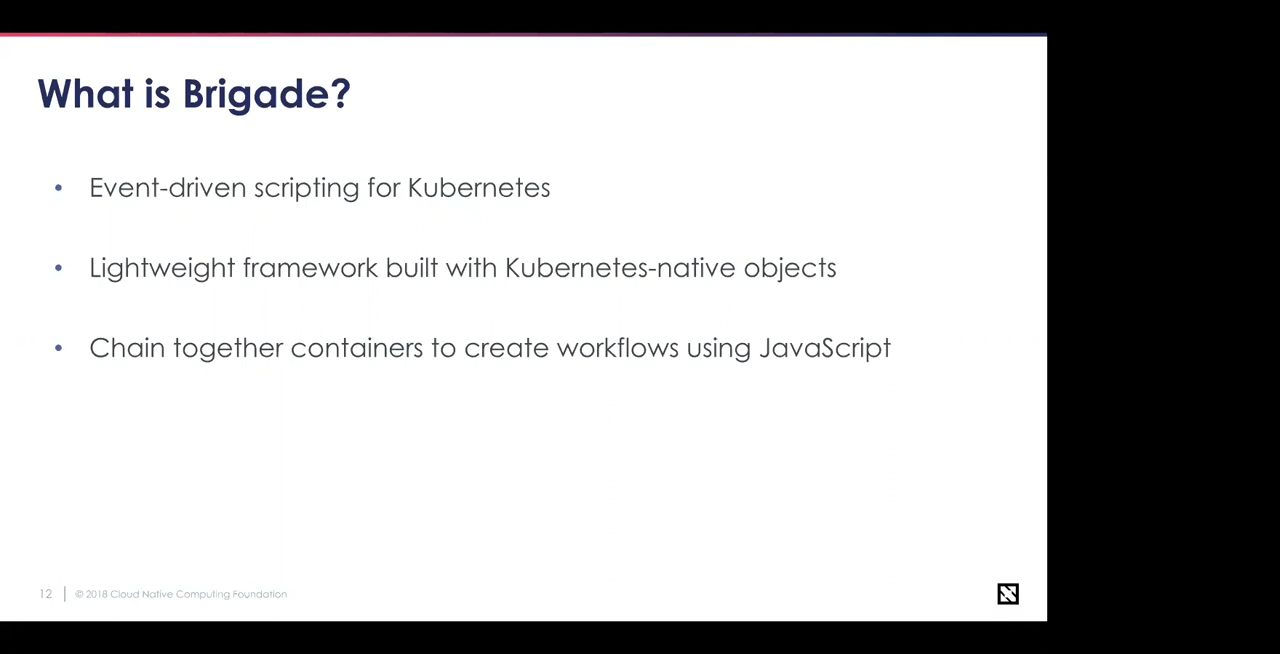 What is Brigade?
• Event-driven scripting for Kubernetes
• Lightweight framework built with Kubernetes-native objects
• Chain together containers to create workflows using JavaScript
12 | © 2018 Cloud Native Computing Foundation